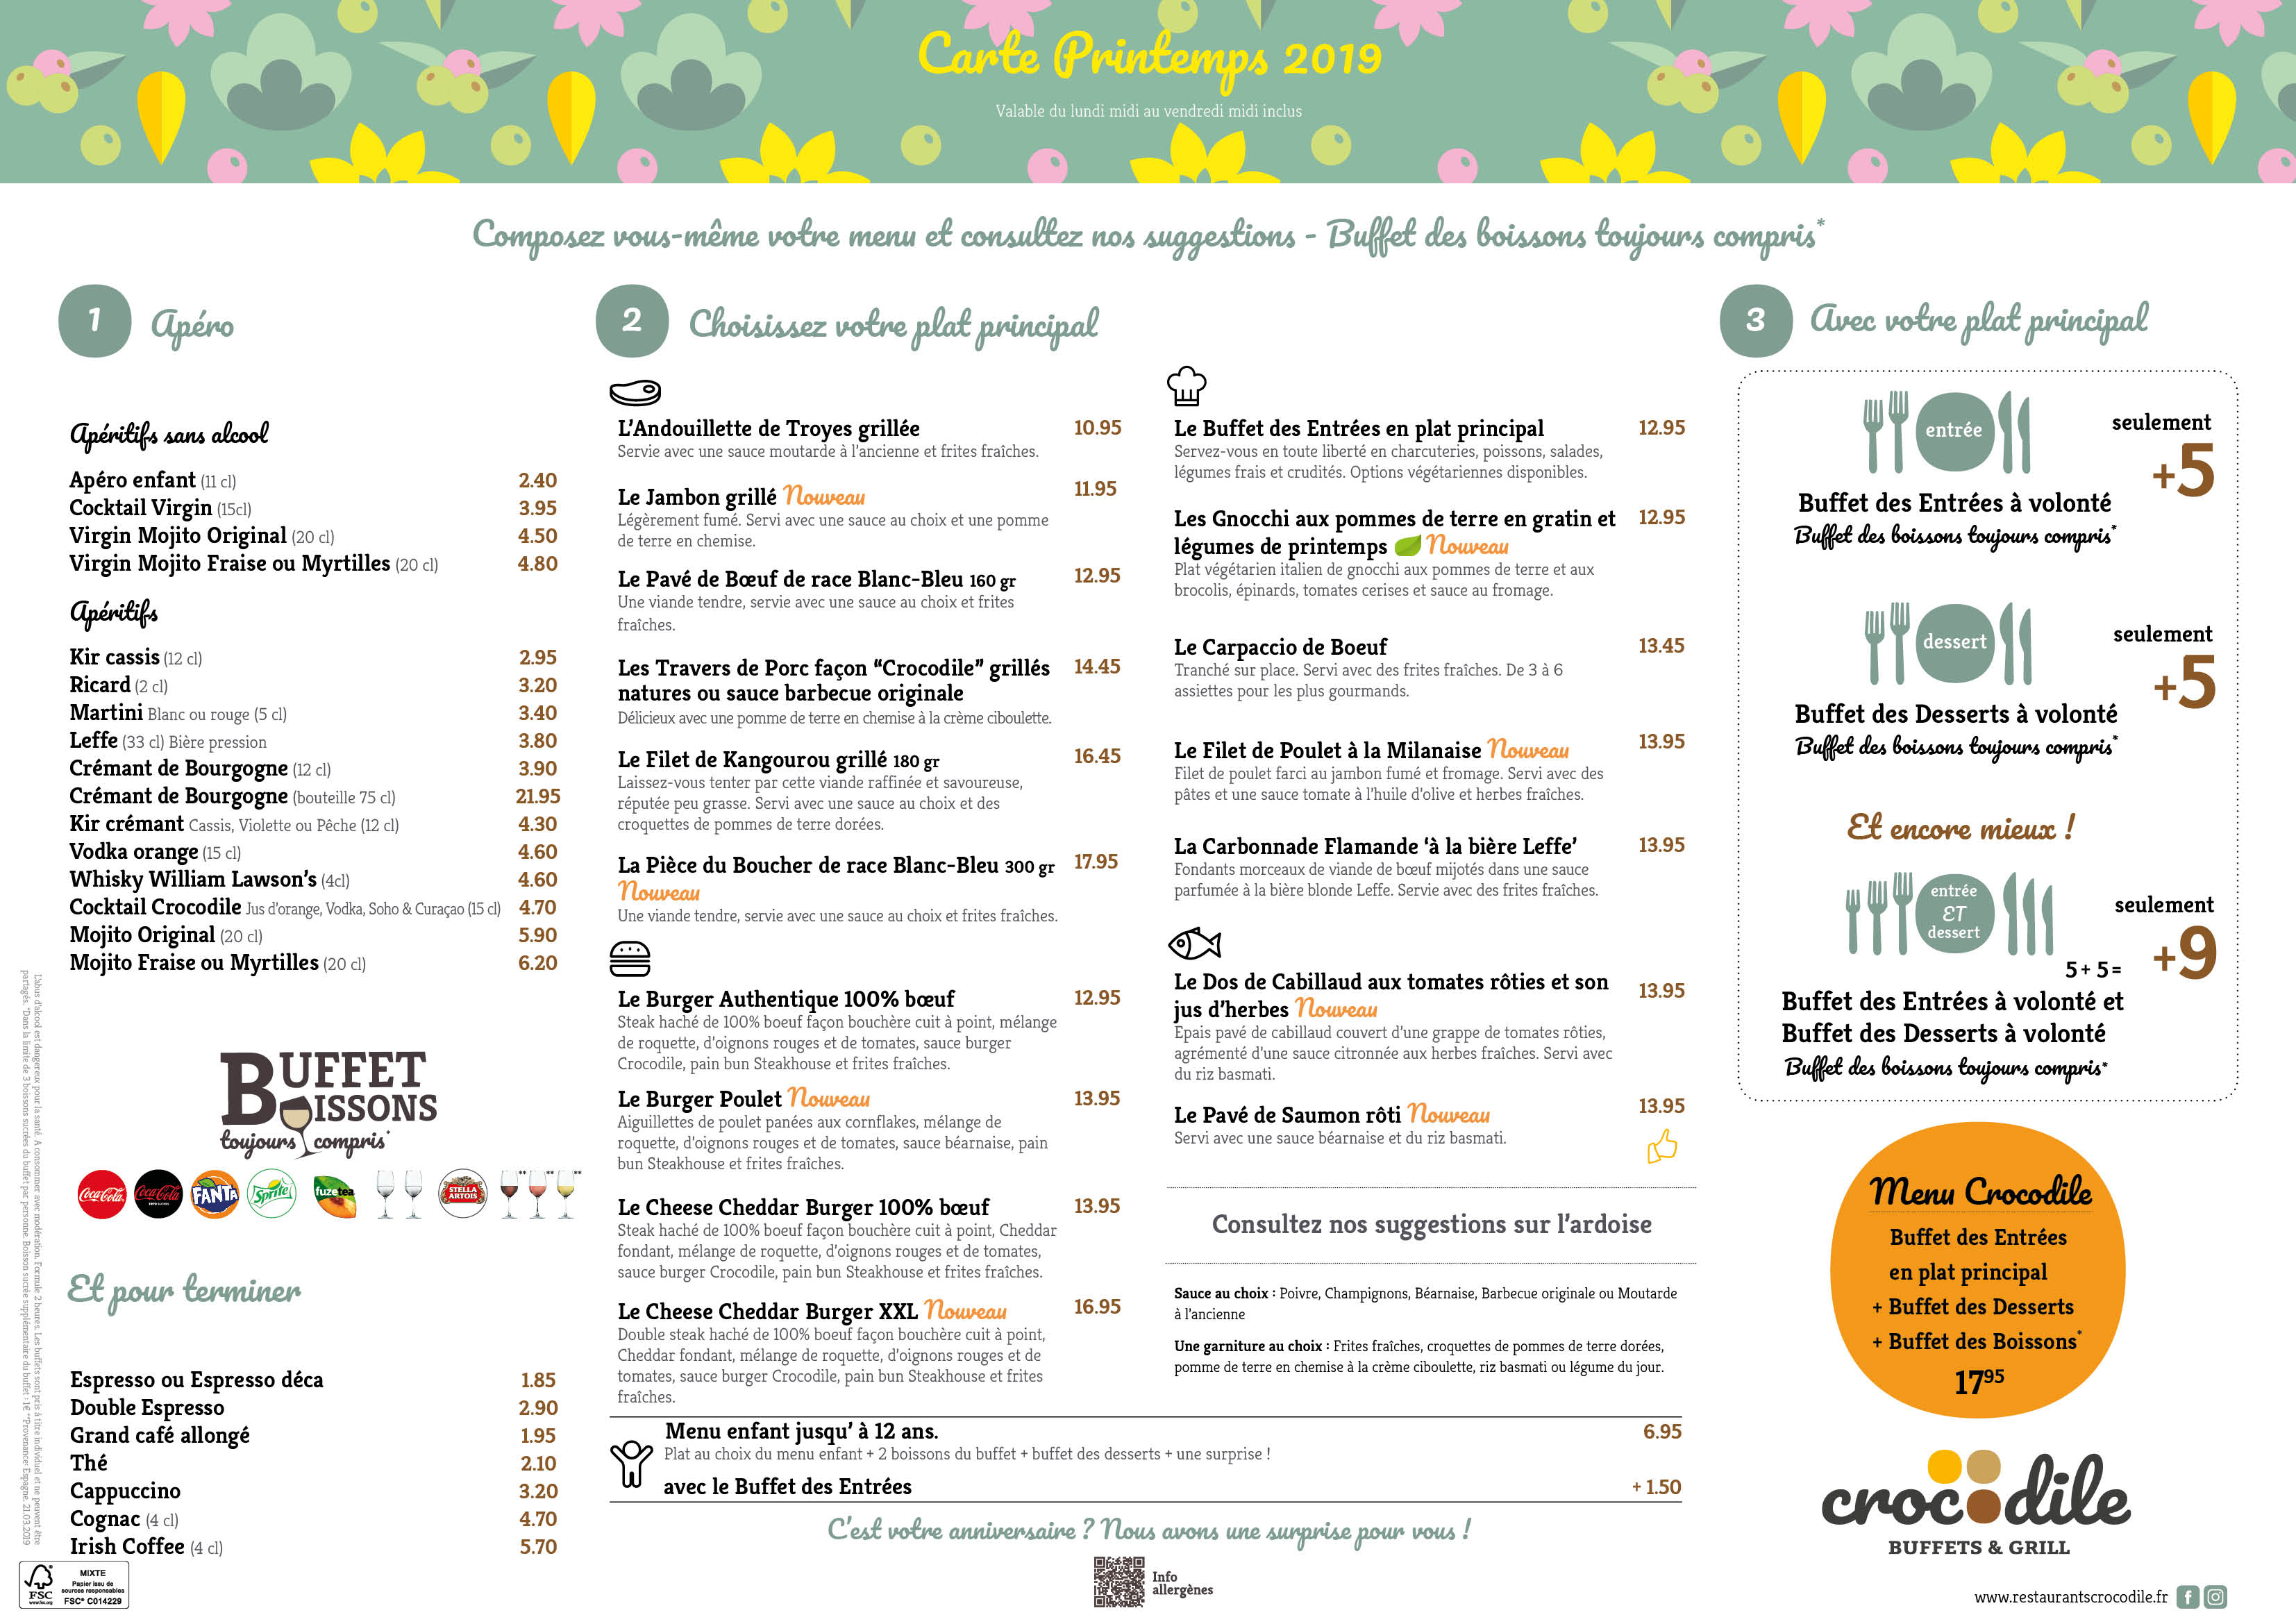 Carte Printemps 2019
Valable du lundi midi au vendredi midi inclus
Composez vous-même votre menu et consultez nos suggestions - Buffet des boissons toujours compris*
1 Apéro
Apéritifs sans alcool
Apéro enfant (11 cl) 2.40
Cocktail Virgin (15cl) 3.95
Virgin Mojito Original (20 cl) 4.50
Virgin Mojito Fraise ou Myrtilles (20 cl) 4.80
Apéritifs
Kir cassis (12 cl) 2.95
Ricard (2 cl) 3.20
Martini Blanc ou rouge (5 cl) 3.40
Leffe (33 cl) Bière pression 3.80
Crémant de Bourgogne (12 cl) 3.90
Crémant de Bourgogne (bouteille 75 cl) 21.95
Kir crémant Cassis, Violette ou Pêche (12 cl) 4.30
Vodka orange (15 cl) 4.60
Whisky William Lawson's (4cl) 4.60
Cocktail Crocodile Jus d'orange, Vodka, Soho & Curaçao (15 cl) 4.70
Mojito Original (20 cl) 5.90
Mojito Fraise ou Myrtilles (20 cl) 6.20
BUFFET
BOISSONS
toujours compris*
Coca-Cola Coca-Cola FANTA Sprite fuzetea STELLA ARTOIS ** ** **
Et pour terminer
Espresso ou Espresso déca 1.85
Double Espresso 2.90
Grand café allongé 1.95
Thé 2.10
Cappuccino 3.20
Cognac (4 cl) 4.70
Irish Coffee (4 cl) 5.70
L'abus d'alcool est dangereux pour la santé. A consommer avec modération. Formule 2 heures. Les buffets sont pris à titre individuel et ne peuvent être
partagés. *Dans la limite de 3 boissons sucrées du buffet par personne. Boisson sucrée supplémentaire du buffet : 1€ **Provenance: Espagne. 21.03.2019
FSC
www.fsc.org
MIXTE
Papier issu de
sources responsables
FSC® C014229
2 Choisissez votre plat principal
L'Andouillette de Troyes grillée 10.95
Servie avec une sauce moutarde à l'ancienne et frites fraîches.
Le Jambon grillé Nouveau 11.95
Légèrement fumé. Servi avec une sauce au choix et une pomme
de terre en chemise.
Le Pavé de Bœuf de race Blanc-Bleu 160 gr 12.95
Une viande tendre, servie avec une sauce au choix et frites
fraîches.
Les Travers de Porc façon “Crocodile” grillés 14.45
natures ou sauce barbecue originale
Délicieux avec une pomme de terre en chemise à la crème ciboulette.
Le Filet de Kangourou grillé 180 gr 16.45
Laissez-vous tenter par cette viande raffinée et savoureuse,
réputée peu grasse. Servi avec une sauce au choix et des
croquettes de pommes de terre dorées.
La Pièce du Boucher de race Blanc-Bleu 300 gr 17.95
Nouveau
Une viande tendre, servie avec une sauce au choix et frites fraîches.
Le Burger Authentique 100% bœuf 12.95
Steak haché de 100% boeuf façon bouchère cuit à point, mélange
de roquette, d'oignons rouges et de tomates, sauce burger
Crocodile, pain bun Steakhouse et frites fraîches.
Le Burger Poulet Nouveau 13.95
Aiguillettes de poulet panées aux cornflakes, mélange de
roquette, d'oignons rouges et de tomates, sauce béarnaise, pain
bun Steakhouse et frites fraîches.
Le Cheese Cheddar Burger 100% bœuf 13.95
Steak haché de 100% boeuf façon bouchère cuit à point, Cheddar
fondant, mélange de roquette, d'oignons rouges et de tomates,
sauce burger Crocodile, pain bun Steakhouse et frites fraîches.
Le Cheese Cheddar Burger XXL Nouveau 16.95
Double steak haché de 100% boeuf façon bouchère cuit à point,
Cheddar fondant, mélange de roquette, d'oignons rouges et de
tomates, sauce burger Crocodile, pain bun Steakhouse et frites
fraîches.
Le Buffet des Entrées en plat principal 12.95
Servez-vous en toute liberté en charcuteries, poissons, salades,
légumes frais et crudités. Options végétariennes disponibles.
Les Gnocchi aux pommes de terre en gratin et 12.95
légumes de printemps Nouveau
Plat végétarien italien de gnocchi aux pommes de terre et aux
brocolis, épinards, tomates cerises et sauce au fromage.
Le Carpaccio de Boeuf 13.45
Tranché sur place. Servi avec des frites fraîches. De 3 à 6
assiettes pour les plus gourmands.
Le Filet de Poulet à la Milanaise Nouveau 13.95
Filet de poulet farci au jambon fumé et fromage. Servi avec des
pâtes et une sauce tomate à l'huile d'olive et herbes fraîches.
La Carbonnade Flamande ‘à la bière Leffe’ 13.95
Fondants morceaux de viande de bœuf mijotés dans une sauce
parfumée à la bière blonde Leffe. Servie avec des frites fraîches.
Le Dos de Cabillaud aux tomates rôties et son 13.95
jus d'herbes Nouveau
Epais pavé de cabillaud couvert d'une grappe de tomates rôties,
agrémenté d'une sauce citronnée aux herbes fraîches. Servi avec
du riz basmati.
Le Pavé de Saumon rôti Nouveau 13.95
Servi avec une sauce béarnaise et du riz basmati.
Consultez nos suggestions sur l'ardoise
Sauce au choix : Poivre, Champignons, Béarnaise, Barbecue originale ou Moutarde
à l'ancienne
Une garniture au choix : Frites fraîches, croquettes de pommes de terre dorées,
pomme de terre en chemise à la crème ciboulette, riz basmati ou légume du jour.
Menu enfant jusqu' à 12 ans. 6.95
Plat au choix du menu enfant + 2 boissons du buffet + buffet des desserts + une surprise !
avec le Buffet des Entrées + 1.50
C'est votre anniversaire ? Nous avons une surprise pour vous !
Info
allergènes
3 Avec votre plat principal
entrée
seulement
+5
Buffet des Entrées à volonté
Buffet des boissons toujours compris*
dessert
seulement
+5
Buffet des Desserts à volonté
Buffet des boissons toujours compris*
Et encore mieux !
entrée
ET
dessert
seulement
5 + 5 = +9
Buffet des Entrées à volonté et
Buffet des Desserts à volonté
Buffet des boissons toujours compris*
Menu Crocodile
Buffet des Entrées
en plat principal
+ Buffet des Desserts
+ Buffet des Boissons*
1795
crocodile
BUFFETS & GRILL
www.restaurantscrocodile.fr